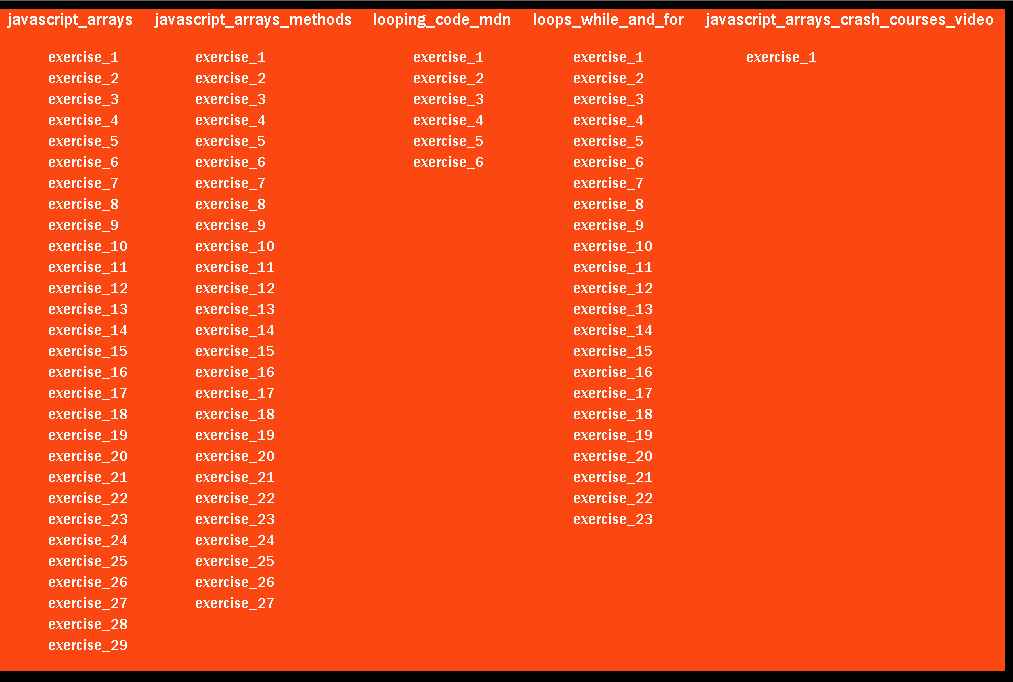 javascript_arrays javascript_arrays_methods looping_code_mdn loops_while_and_for javascript_arrays_crash_courses_video
exercise_1 exercise_1 exercise_1 exercise_1 exercise_1
exercise_2 exercise_2 exercise_2 exercise_2
exercise_3 exercise_3 exercise_3 exercise_3
exercise_4 exercise_4 exercise_4 exercise_4
exercise_5 exercise_5 exercise_5 exercise_5
exercise_6 exercise_6 exercise_6 exercise_6
exercise_7 exercise_7 exercise_7
exercise_8 exercise_8 exercise_8
exercise_9 exercise_9 exercise_9
exercise_10 exercise_10 exercise_10
exercise_11 exercise_11 exercise_11
exercise_12 exercise_12 exercise_12
exercise_13 exercise_13 exercise_13
exercise_14 exercise_14 exercise_14
exercise_15 exercise_15 exercise_15
exercise_16 exercise_16 exercise_16
exercise_17 exercise_17 exercise_17
exercise_18 exercise_18 exercise_18
exercise_19 exercise_19 exercise_19
exercise_20 exercise_20 exercise_20
exercise_21 exercise_21 exercise_21
exercise_22 exercise_22 exercise_22
exercise_23 exercise_23 exercise_23
exercise_24 exercise_24
exercise_25 exercise_25
exercise_26 exercise_26
exercise_27 exercise_27
exercise_28
exercise_29